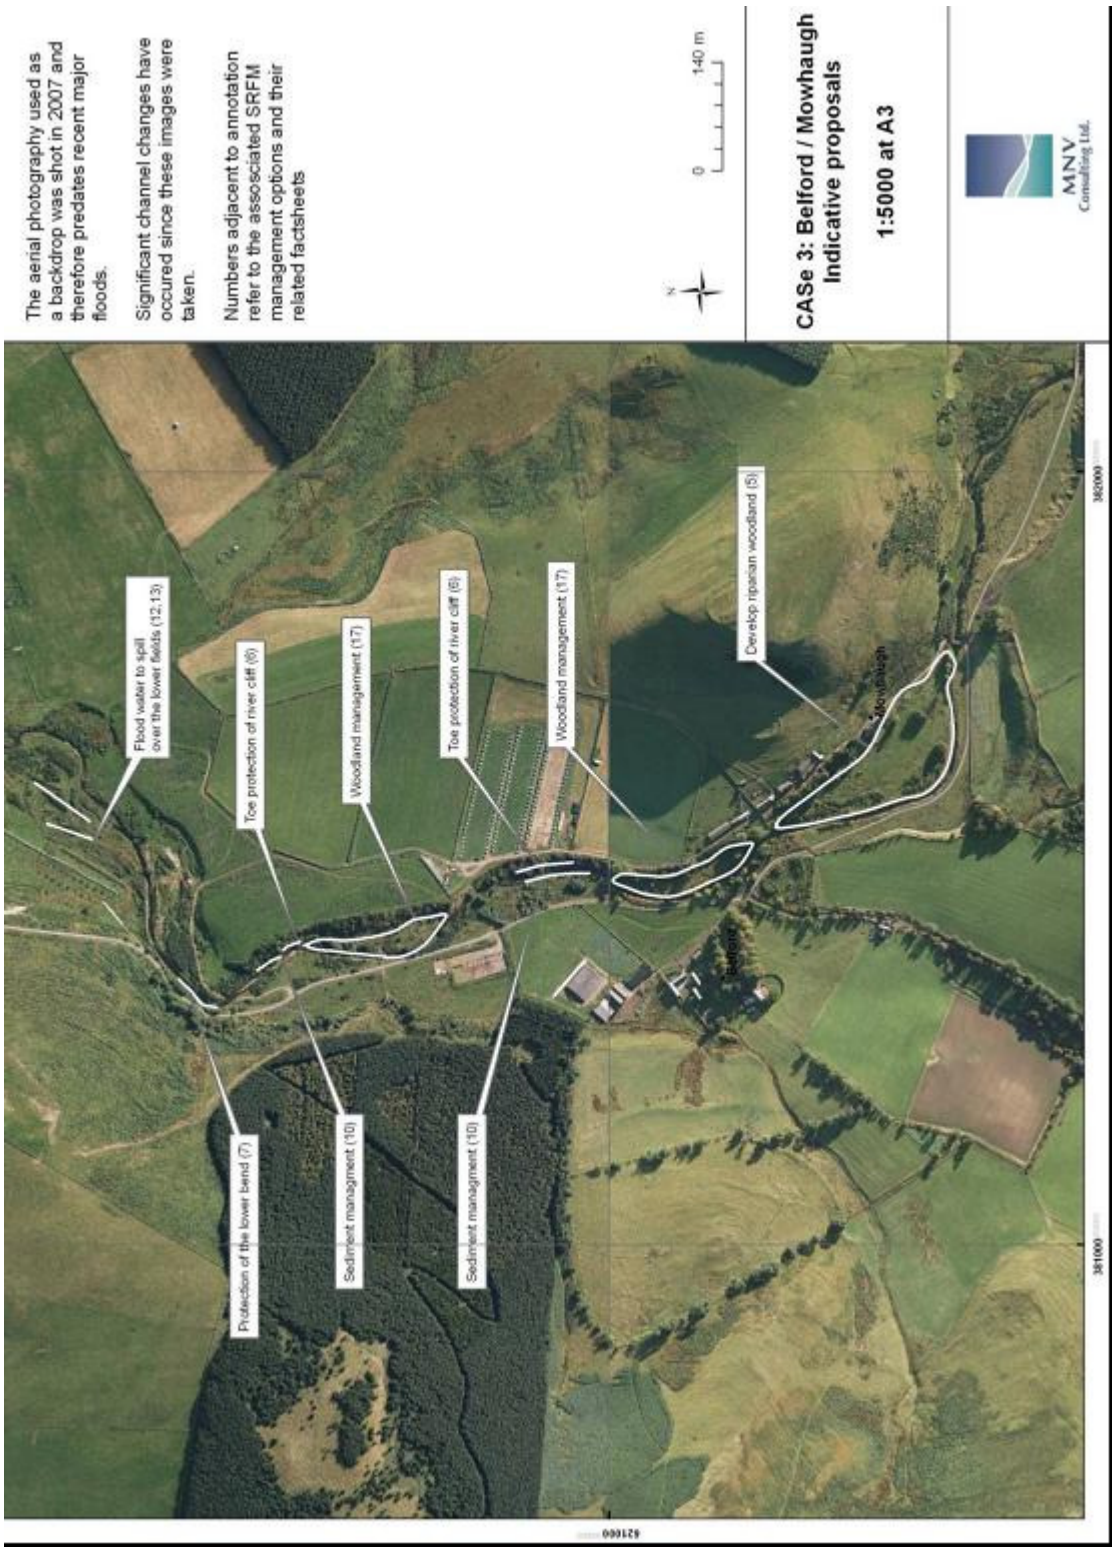 The aerial photography used as
a backdrop was shot in 2007 and
therefore predates recent major
floods.
Significant channel changes have
occured since these images were
taken.
Numbers adjacent to annotation
refer to the assosciated SRFM
management options and their
related factsheets
N
0
140 m
CASe 3: Belford / Mowhaugh
Indicative proposals
1:5000 at A3
MNV
Consulting Ltd.
Flood water to spill
over the lower fields (12,13)
Toe protection of river cliff (6)
Woodland management (17)
Toe protection of river cliff (6)
Woodland management (17)
Develop riparian woodland (5)
Mowhaugh
Belford
Protection of the lower bend (7)
Sediment managment (10)
Sediment managment (10)
381000
382000
621000